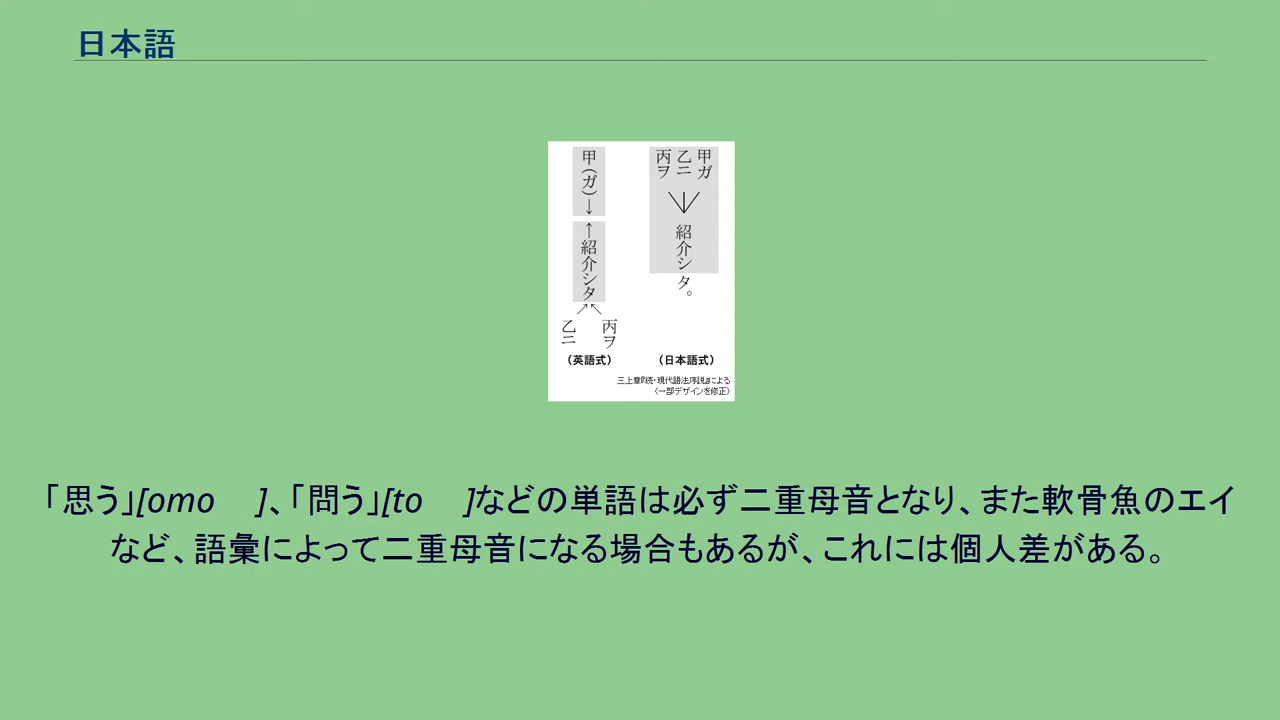 日本語
甲ガ
乙ニ
丙ヲ
紹介シタ。
(日本語式)
甲(ガ)↓
↑紹介シタ
乙ニ
丙ヲ
(英語式)
三上章『続・現代語法序説』による
〈一部デザインを修正〉
「思う」[omo ]、「問う」[to ]などの単語は必ず二重母音となり、また軟骨魚のエイ
など、語彙によって二重母音になる場合もあるが、これには個人差がある。